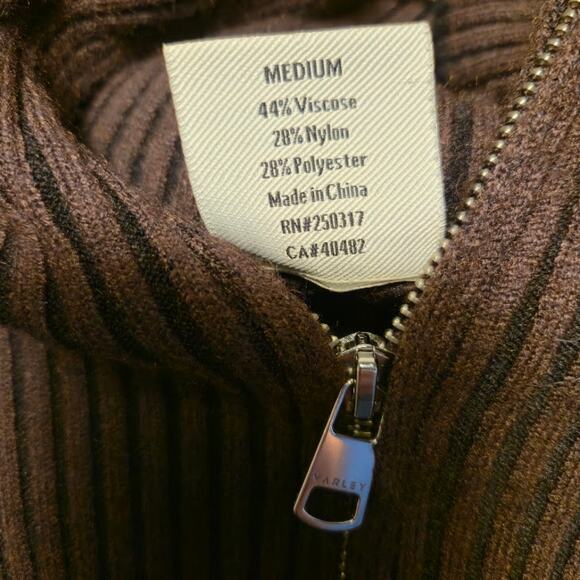 MEDIUM
44% Viscose
28% Nylon
28% Polyester
Made in China
RN#250317
CA#40482
VARLEY